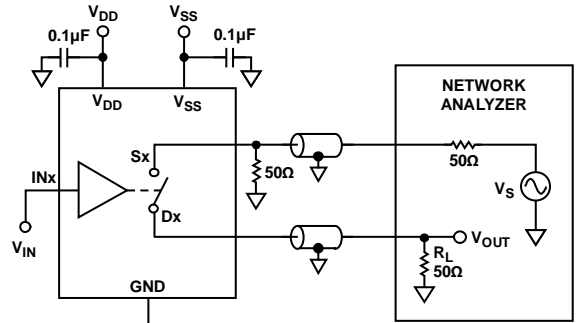 VDD
VSS
0.1µF
0.1µF
VDD
VSS
NETWORK
ANALYZER
Sx
INx
50Ω
50Ω
VS
Dx
VIN
VOUT
RL
50Ω
GND